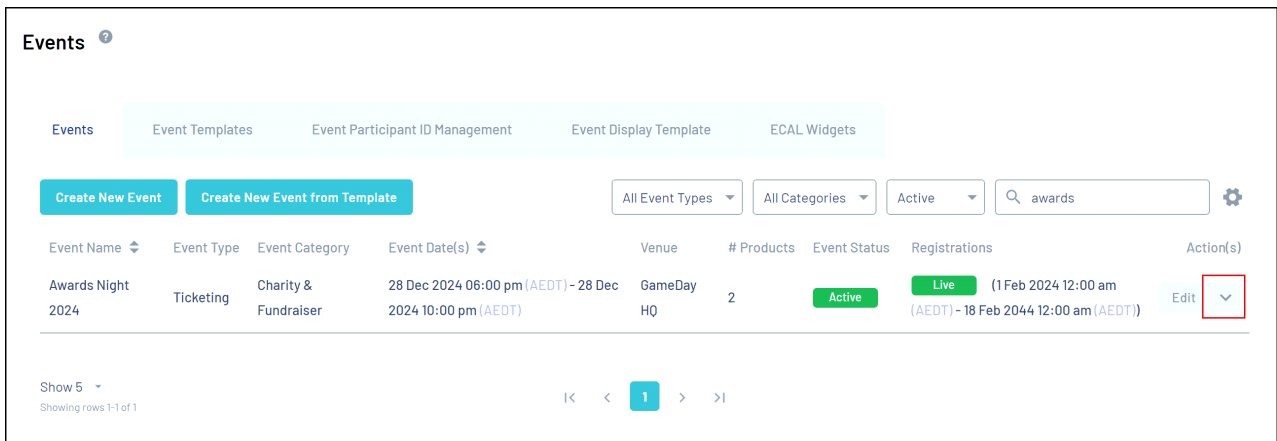 Events ?
Events Event Templates Event Participant ID Management Event Display Template ECAL Widgets
Create New Event Create New Event from Template All Event Types All Categories Active awards
Event Name Event Type Event Category Event Date(s) Venue # Products Event Status Registrations Action(s)
Awards Night Charity & 28 Dec 2024 06:00 pm (AEDT) - 28 Dec GameDay Live (1 Feb 2024 12:00 am
Ticketing 2 Active Edit
2024 Fundraiser 2024 10:00 pm (AEDT) HQ (AEDT) - 18 Feb 2044 12:00 am (AEDT))
Show 5
1
Showing rows 1-1 of 1